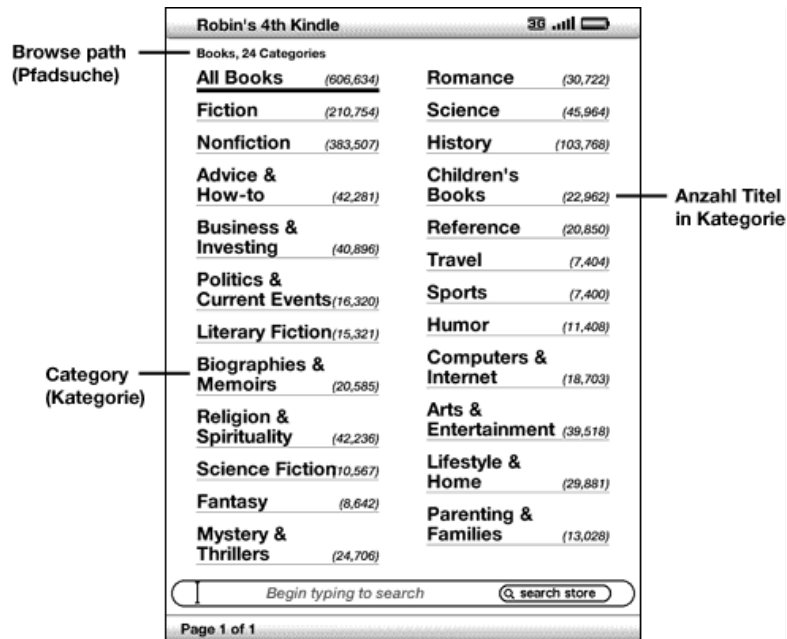 Robin's 4th Kindle
3G
Browse path
(Pfadsuche)
Books, 24 Categories
All Books (606,634)
Fiction (210,754)
Nonfiction (383,507)
Advice &
How-to (42,281)
Business &
Investing (40,896)
Politics &
Current Events (16,320)
Literary Fiction (15,321)
Category
(Kategorie)
Biographies &
Memoirs (20,585)
Religion &
Spirituality (42,236)
Science Fiction 10,567)
Fantasy (8,642)
Mystery &
Thrillers (24,706)
Romance (30,722)
Science (45,964)
History (103,768)
Children's
Books (22,962)
Anzahl Titel
in Kategorie
Reference (20,850)
Travel (7,404)
Sports (7,400)
Humor (11,408)
Computers &
Internet (18,703)
Arts &
Entertainment (39,518)
Lifestyle &
Home (29,881)
Parenting &
Families (13,028)
Begin typing to search
search store
Page 1 of 1